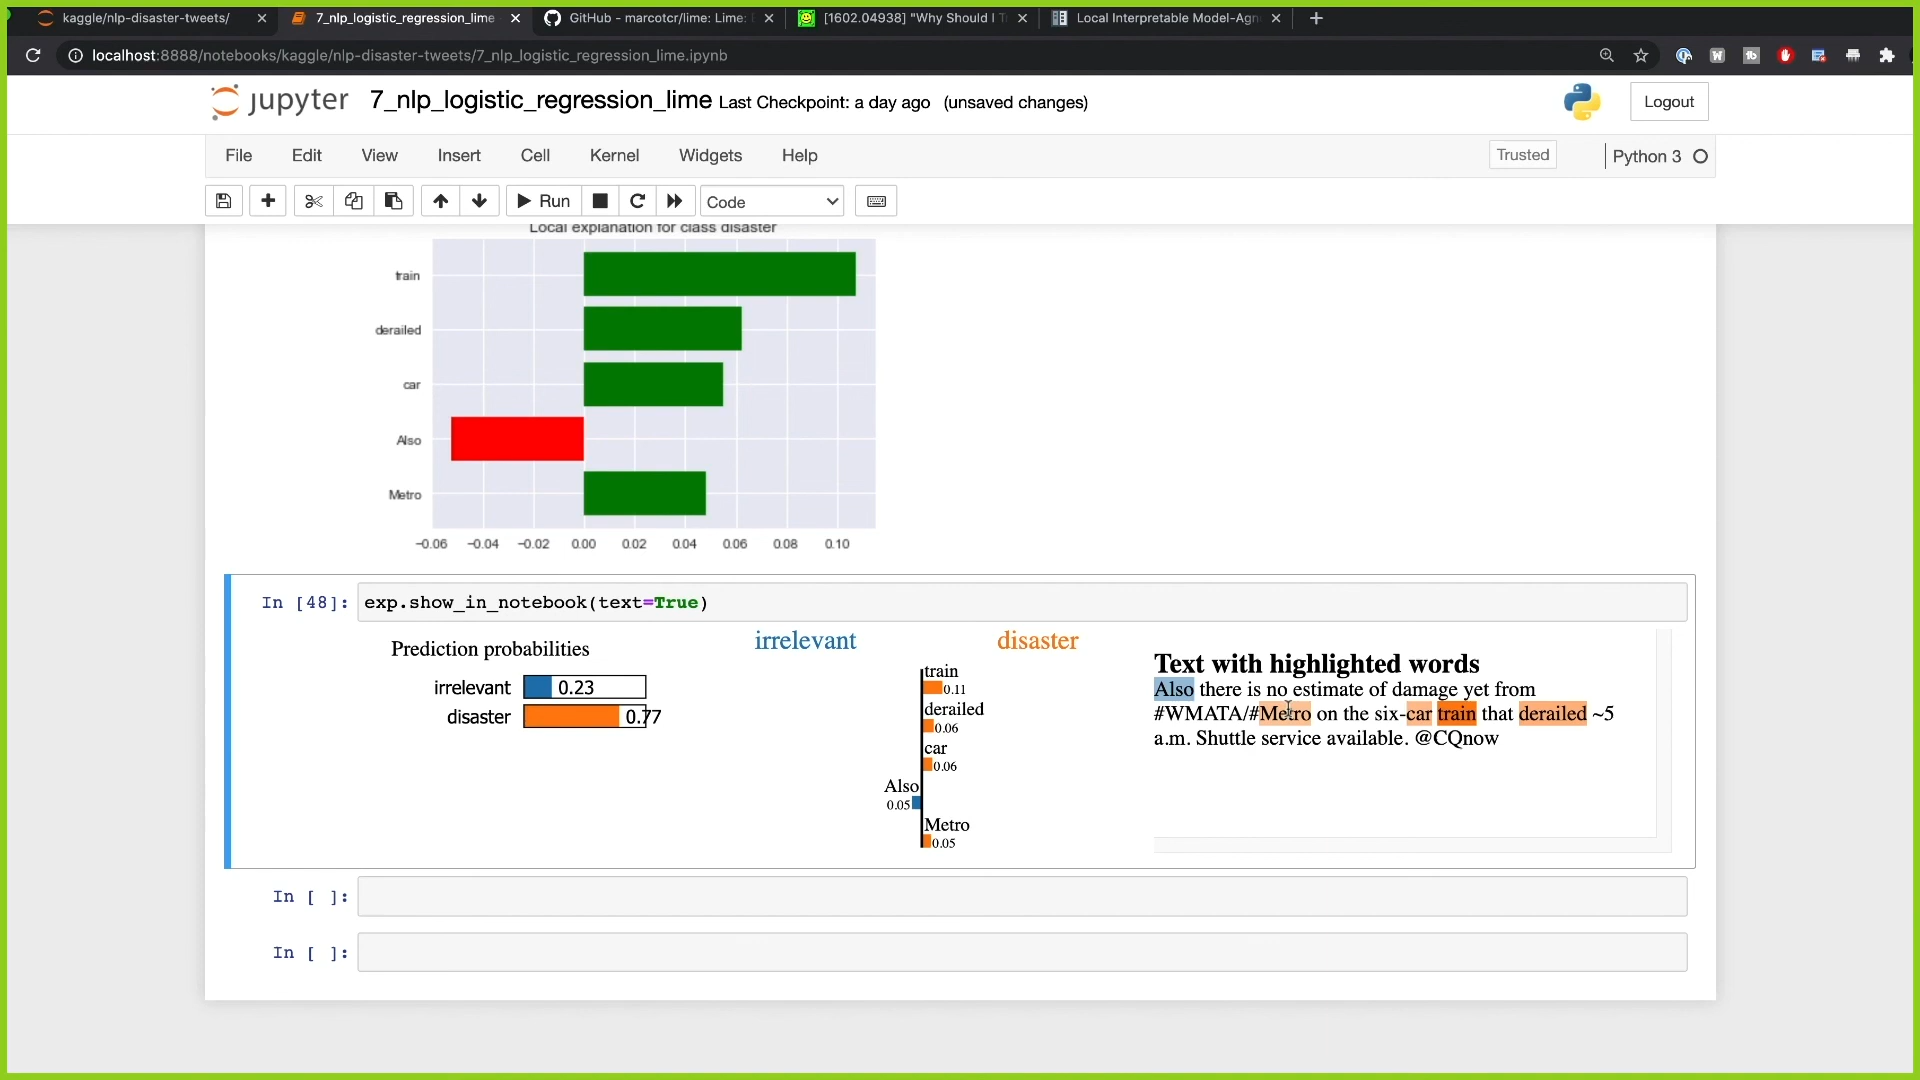 kaggle/nlp-disaster-tweets/
7_nlp_logistic_regression_lime
GitHub - marcotcr/lime: Lime:
[1602.04938] "Why Should I T
Local Interpretable Model-Agn
localhost:8888/notebooks/kaggle/nlp-disaster-tweets/7_nlp_logistic_regression_lime.ipynb
jupyter 7_nlp_logistic_regression_lime Last Checkpoint: a day ago (unsaved changes)
Logout
File Edit View Insert Cell Kernel Widgets Help
Trusted
Python 3
Run
Code
Local explanation for class disaster
train
derailed
car
Also
Metro
−0.06 −0.04 −0.02 0.00 0.02 0.04 0.06 0.08 0.10
In [48]: exp.show_in_notebook(text=True)
Prediction probabilities
irrelevant 0.23
disaster 0.77
irrelevant disaster
train
0.11
derailed
0.06
car
0.06
Also
0.05
Metro
0.05
Text with highlighted words
Also there is no estimate of damage yet from
#WMATA/#Metro on the six-car train that derailed ~5
a.m. Shuttle service available. @CQnow
In [ ]:
In [ ]: